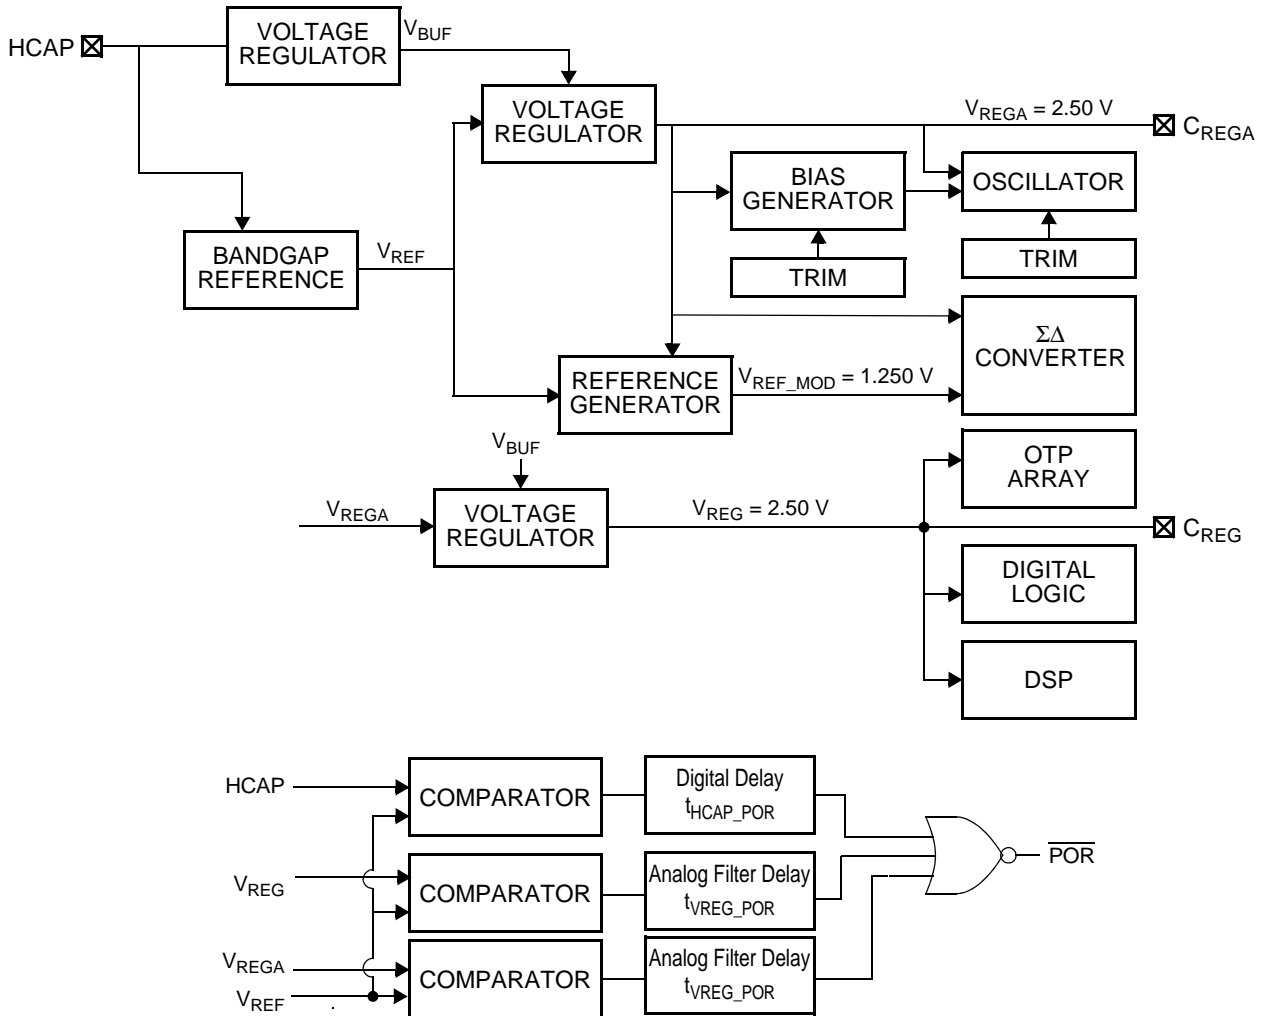 HCAP
VOLTAGE
REGULATOR
VBUF
VOLTAGE
REGULATOR
VREGA = 2.50 V
CREGA
BIAS
GENERATOR
OSCILLATOR
TRIM
TRIM
BANDGAP
REFERENCE
VREF
ΣΔ
CONVERTER
REFERENCE
GENERATOR
VREF_MOD = 1.250 V
VBUF
OTP
ARRAY
VREGA
VOLTAGE
REGULATOR
VREG = 2.50 V
CREG
DIGITAL
LOGIC
DSP
HCAP
COMPARATOR
Digital Delay
tHCAP_POR
POR
VREG
COMPARATOR
Analog Filter Delay
tVREG_POR
VREGA
VREF
COMPARATOR
Analog Filter Delay
tVREG_POR